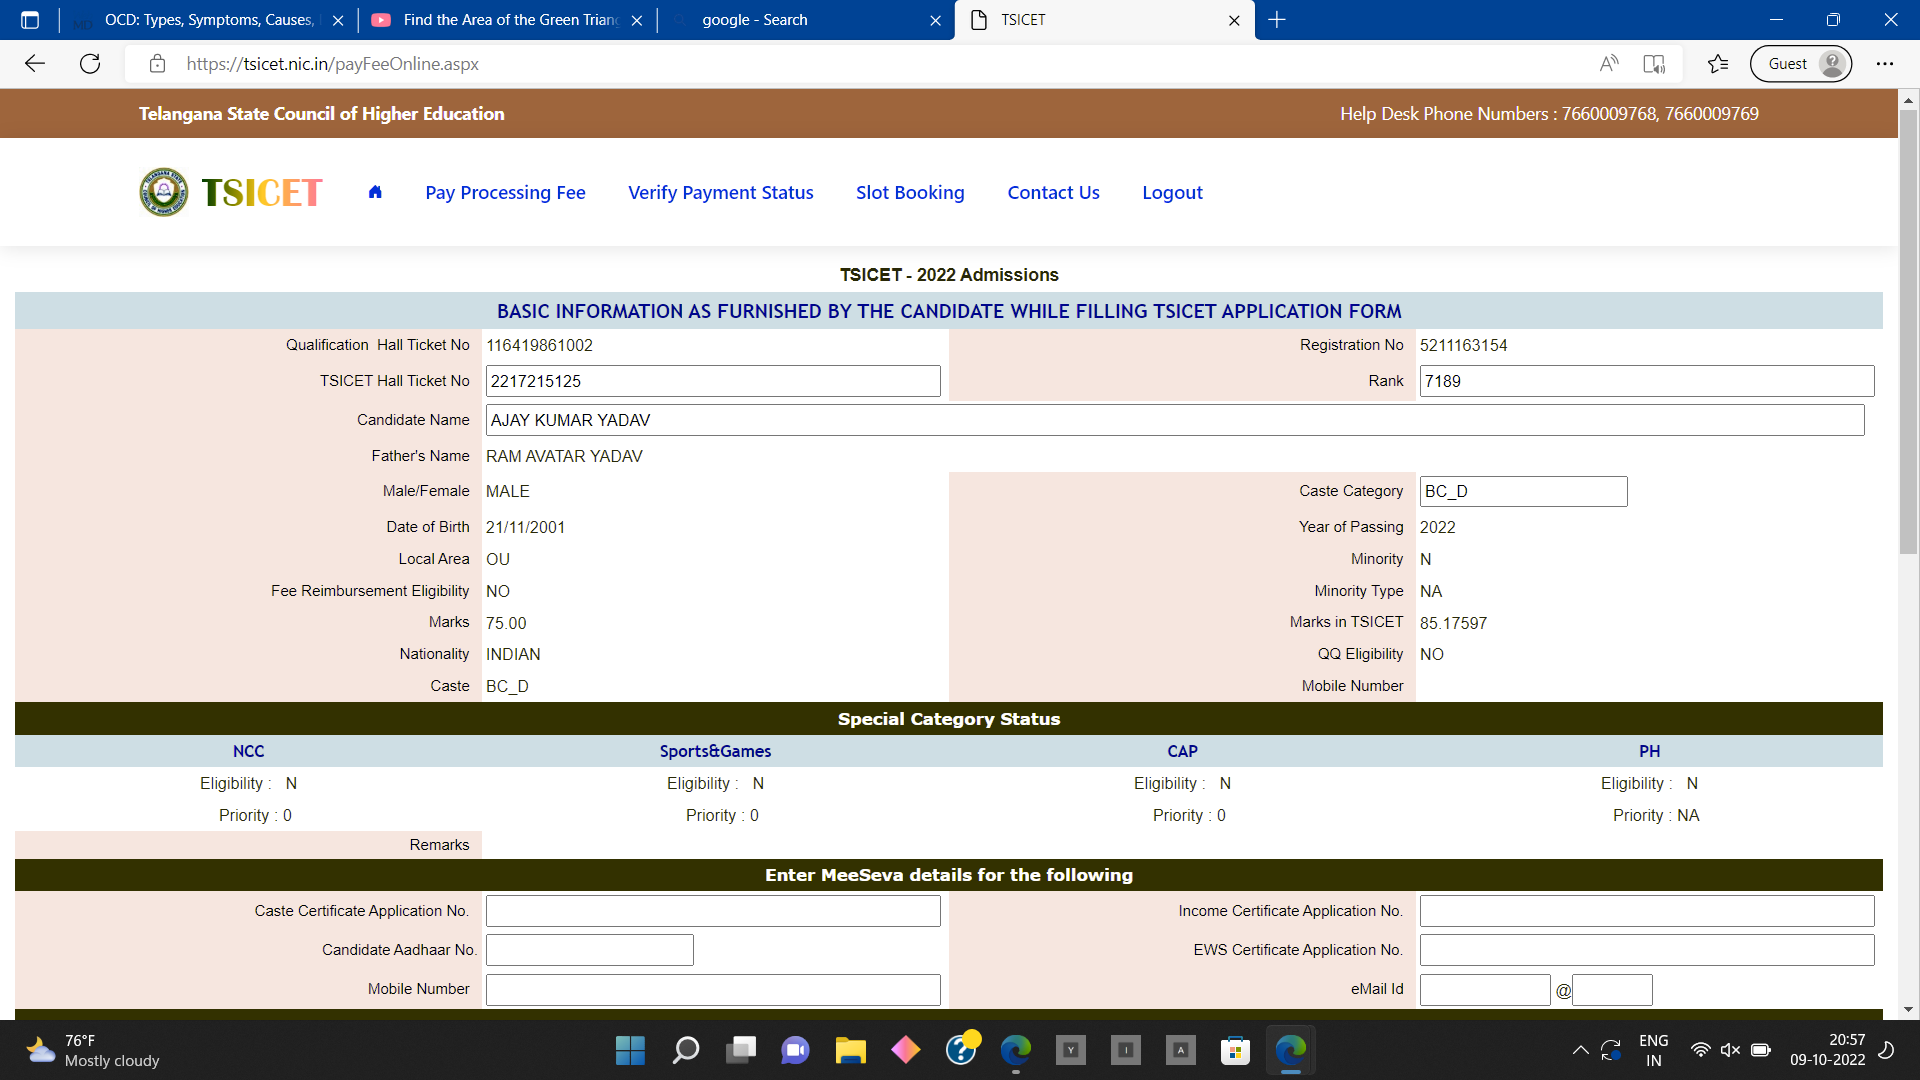 OCD: Types, Symptoms, Causes,
Find the Area of the Green Triang
google - Search
TSICET
https://tsicet.nic.in/payFeeOnline.aspx
Guest
Telangana State Council of Higher Education
Help Desk Phone Numbers : 7660009768, 7660009769
TSICET
Pay Processing Fee
Verify Payment Status
Slot Booking
Contact Us
Logout
TSICET - 2022 Admissions
BASIC INFORMATION AS FURNISHED BY THE CANDIDATE WHILE FILLING TSICET APPLICATION FORM
Qualification Hall Ticket No 116419861002 Registration No 5211163154
TSICET Hall Ticket No 2217215125 Rank 7189
Candidate Name AJAY KUMAR YADAV
Father's Name RAM AVATAR YADAV
Male/Female MALE Caste Category BC_D
Date of Birth 21/11/2001 Year of Passing 2022
Local Area OU Minority N
Fee Reimbursement Eligibility NO Minority Type NA
Marks 75.00 Marks in TSICET 85.17597
Nationality INDIAN QQ Eligibility NO
Caste BC_D Mobile Number
Special Category Status
NCC Sports&Games CAP PH
Eligibility : N Eligibility : N Eligibility : N Eligibility : N
Priority : 0 Priority : 0 Priority : 0 Priority : NA
Remarks
Enter MeeSeva details for the following
Caste Certificate Application No. Income Certificate Application No.
Candidate Aadhaar No. EWS Certificate Application No.
Mobile Number eMail Id @
76°F
Mostly cloudy
Y
I
A
ENG
IN
20:57
09-10-2022